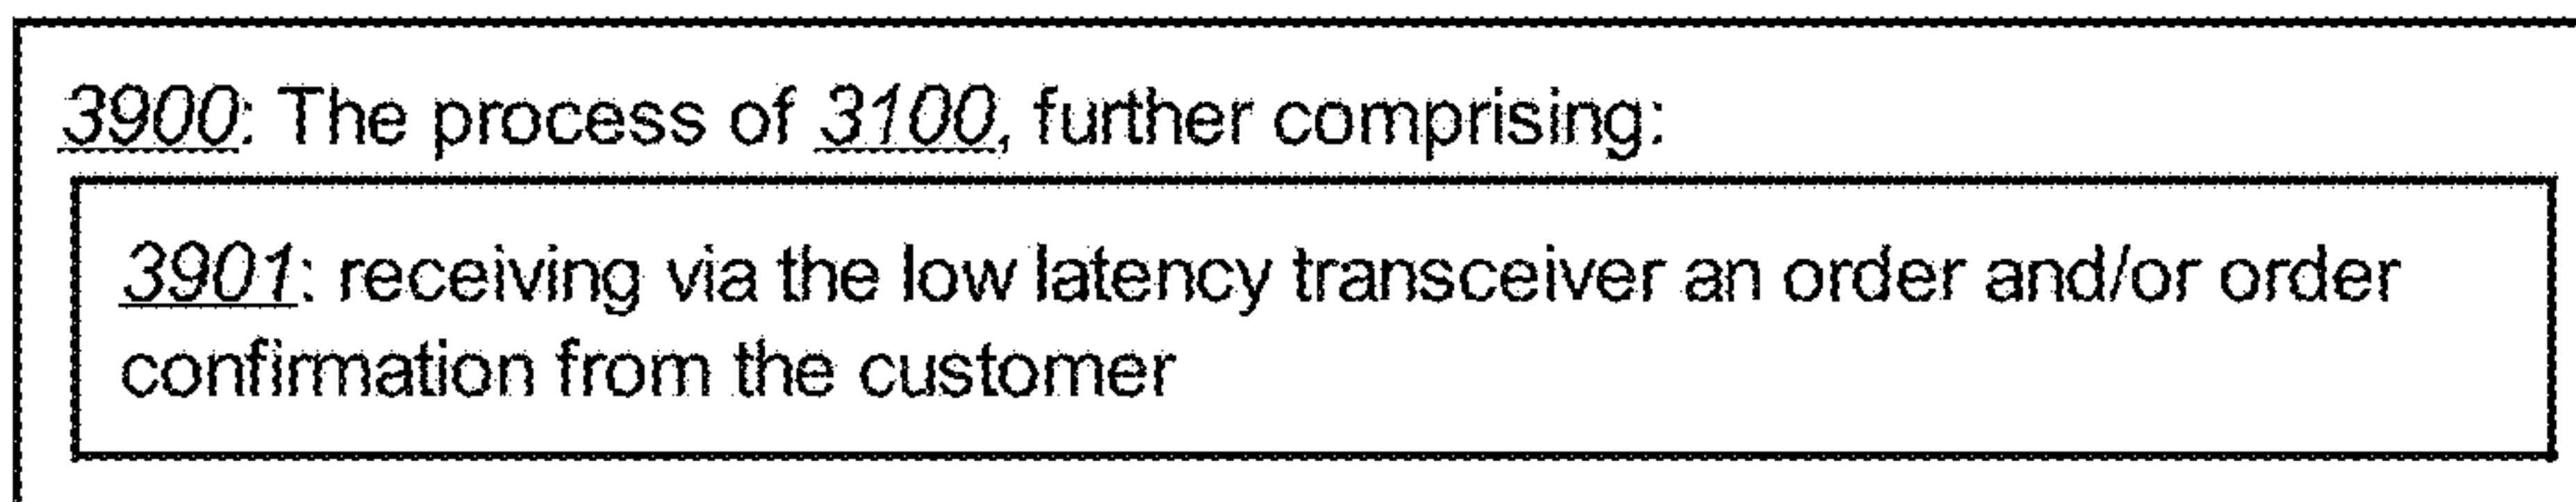 3900: The process of 3100, further comprising:
3901: receiving via the low latency transceiver an order and/or order
confirmation from the customer